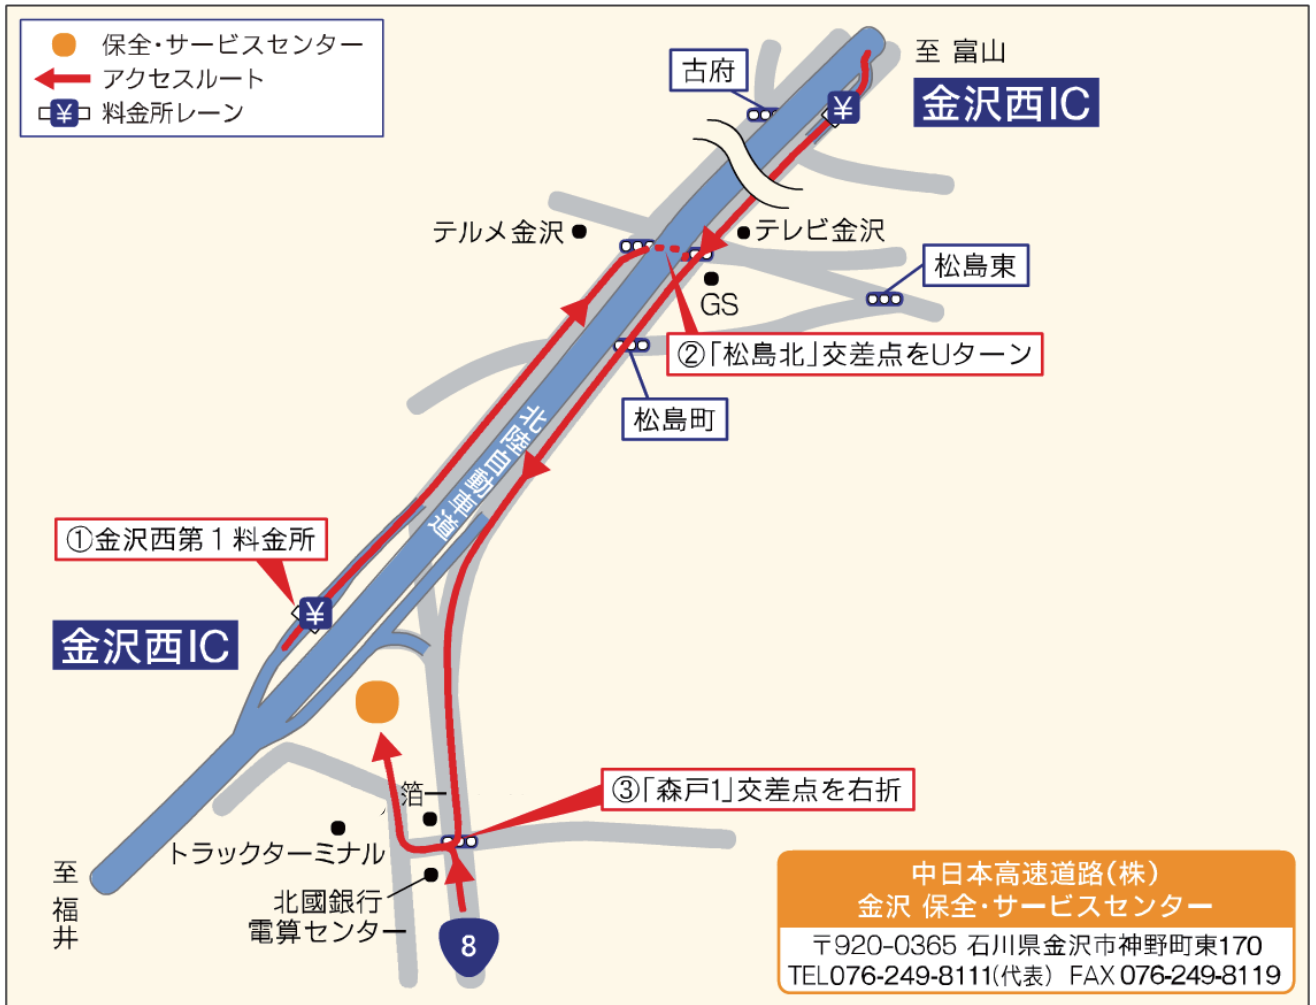 保全・サービスセンター
アクセスルート
¥ 料金所レーン
古府
至 富山
金沢西IC
¥
テルメ金沢
テレビ金沢
松島東
GS
②「松島北」交差点をUターン
松島町
北陸自動車道
①金沢西第1料金所
¥
金沢西IC
③「森戸1」交差点を右折
箔一
トラックターミナル
至 福井
北國銀行
電算センター
8
中日本高速道路(株)
金沢 保全・サービスセンター
〒920-0365 石川県金沢市神野町東170
TEL076-249-8111(代表) FAX 076-249-8119